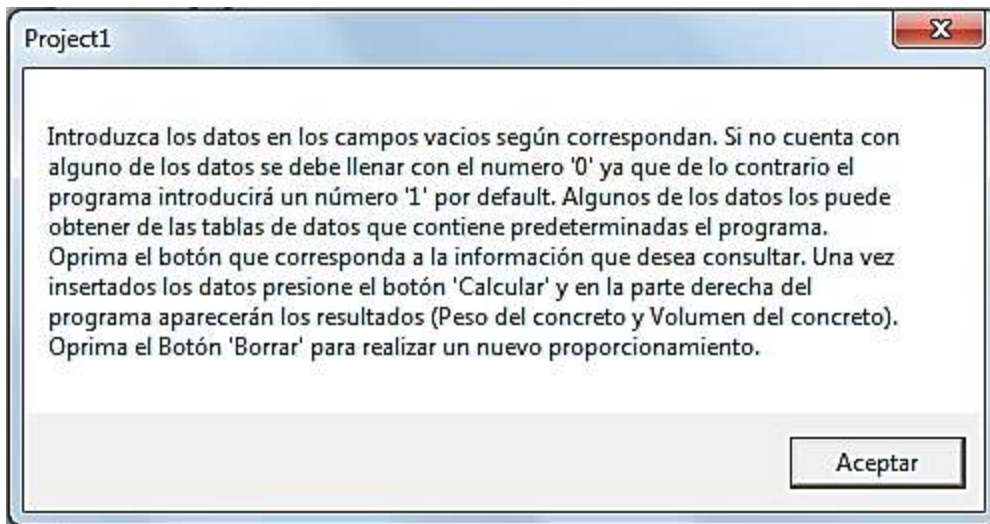 Project1
Introduzca los datos en los campos vacios según correspondan. Si no cuenta con
alguno de los datos se debe llenar con el numero '0' ya que de lo contrario el
programa introducirá un número '1' por default. Algunos de los datos los puede
obtener de las tablas de datos que contiene predeterminadas el programa.
Oprima el botón que corresponda a la información que desea consultar. Una vez
insertados los datos presione el botón 'Calcular' y en la parte derecha del
programa aparecerán los resultados (Peso del concreto y Volumen del concreto).
Oprima el Botón 'Borrar' para realizar un nuevo proporcionamiento.
Aceptar